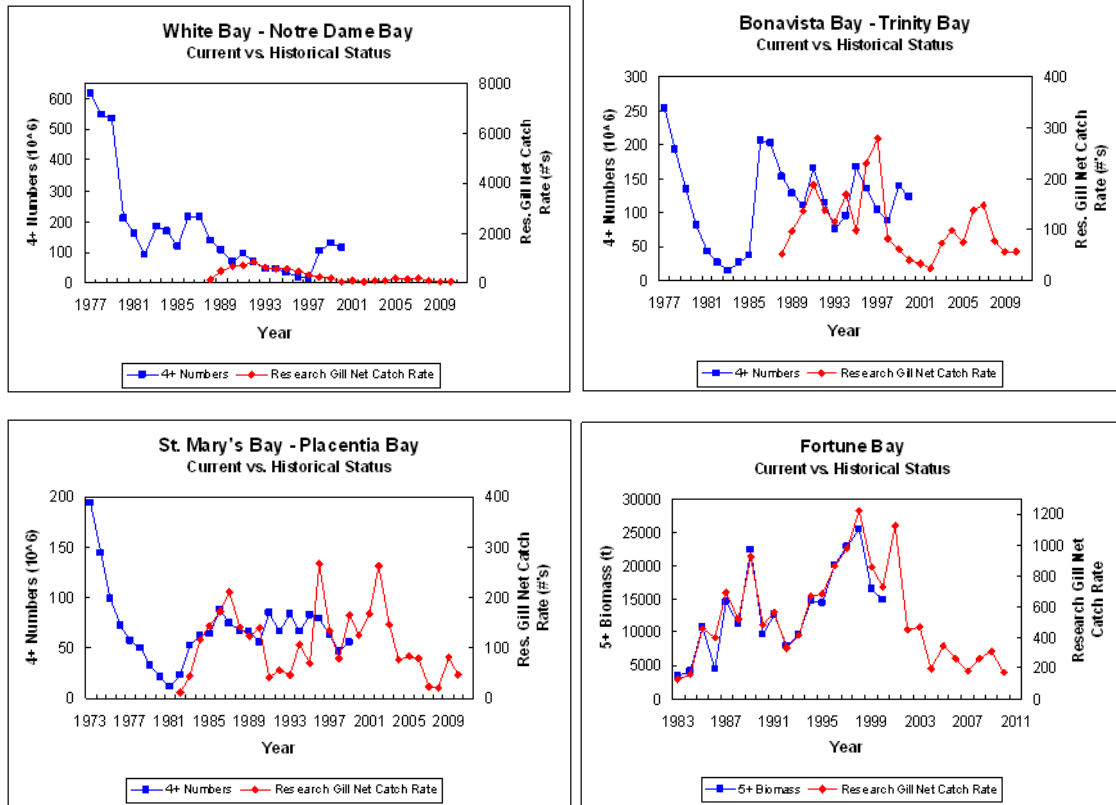 White Bay - Notre Dame Bay
Current vs. Historical Status
4+ Numbers (10^6)
600
500
400
300
200
100
0
8000
6000
4000
2000
0
Res. Gill Net Catch
Rate (#'s)
1977 1981 1985 1989 1993 1997 2001 2005 2009
Year
4+ Numbers Research Gill Net Catch Rate
Bonavista Bay - Trinity Bay
Current vs. Historical Status
4+ Numbers (10^6)
300
250
200
150
100
50
0
400
300
200
100
0
Res. Gill Net Catch
Rate (#'s)
1977 1981 1985 1989 1993 1997 2001 2005 2009
Year
4+ Numbers Research Gill Net Catch Rate
St. Mary's Bay - Placentia Bay
Current vs. Historical Status
4+ Numbers (10^6)
200
150
100
50
0
400
300
200
100
0
Res. Gill Net Catch
Rate (#'s)
1973 1977 1981 1985 1989 1993 1997 2001 2005 2009
Year
4+ Numbers Research Gill Net Catch Rate
Fortune Bay
Current vs. Historical Status
5+ Biomass (t)
30000
25000
20000
15000
10000
5000
0
1200
1000
800
600
400
200
0
Research Gill Net
Catch Rate
1983 1987 1991 1995 1999 2003 2007 2011
Year
5+ Biomass Research Gill Net Catch Rate